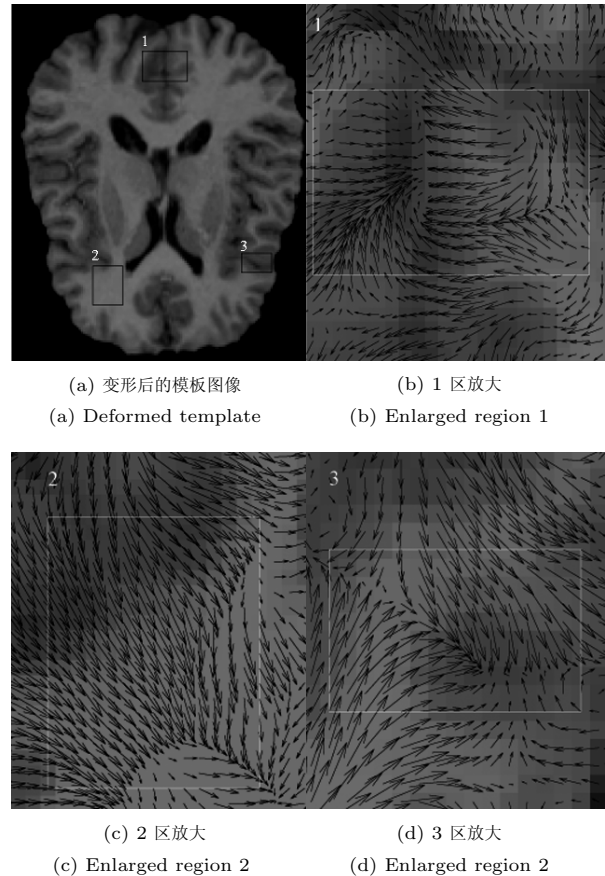 1
2
3
1
(a) 变形后的模板图像
(a) Deformed template
(b) 1 区放大
(b) Enlarged region 1
2
3
(c) 2 区放大
(c) Enlarged region 2
(d) 3 区放大
(d) Enlarged region 2